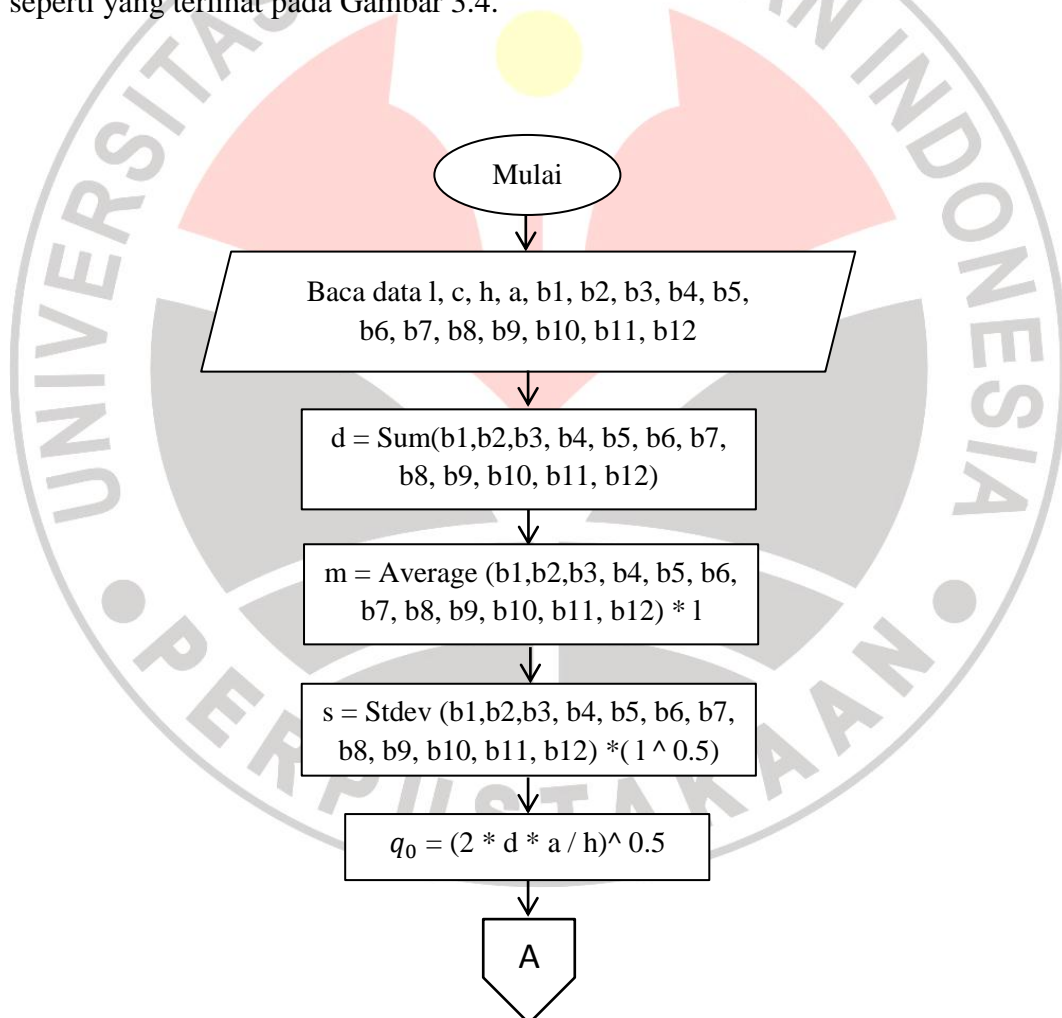 seperti yang terlihat pada Gambar 3.4.
Mulai
Baca data l, c, h, a, b1, b2, b3, b4, b5,
b6, b7, b8, b9, b10, b11, b12
d = Sum(b1,b2,b3, b4, b5, b6, b7,
b8, b9, b10, b11, b12)
m = Average (b1,b2,b3, b4, b5, b6,
b7, b8, b9, b10, b11, b12) * l
s = Stdev (b1,b2,b3, b4, b5, b6, b7,
b8, b9, b10, b11, b12) *( l ^ 0.5)
q₀ = (2 * d * a / h)^ 0.5
A
INDONESIA
PERPUSTAKAAN